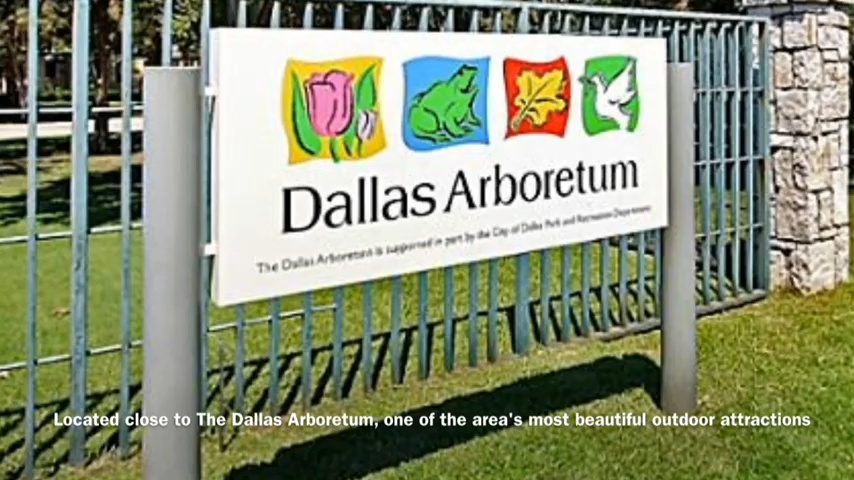 Dallas Arboretum
The Dallas Arboretum is supported in part by the City of Dallas Park and Recreation Department
Located close to The Dallas Arboretum, one of the area's most beautiful outdoor attractions